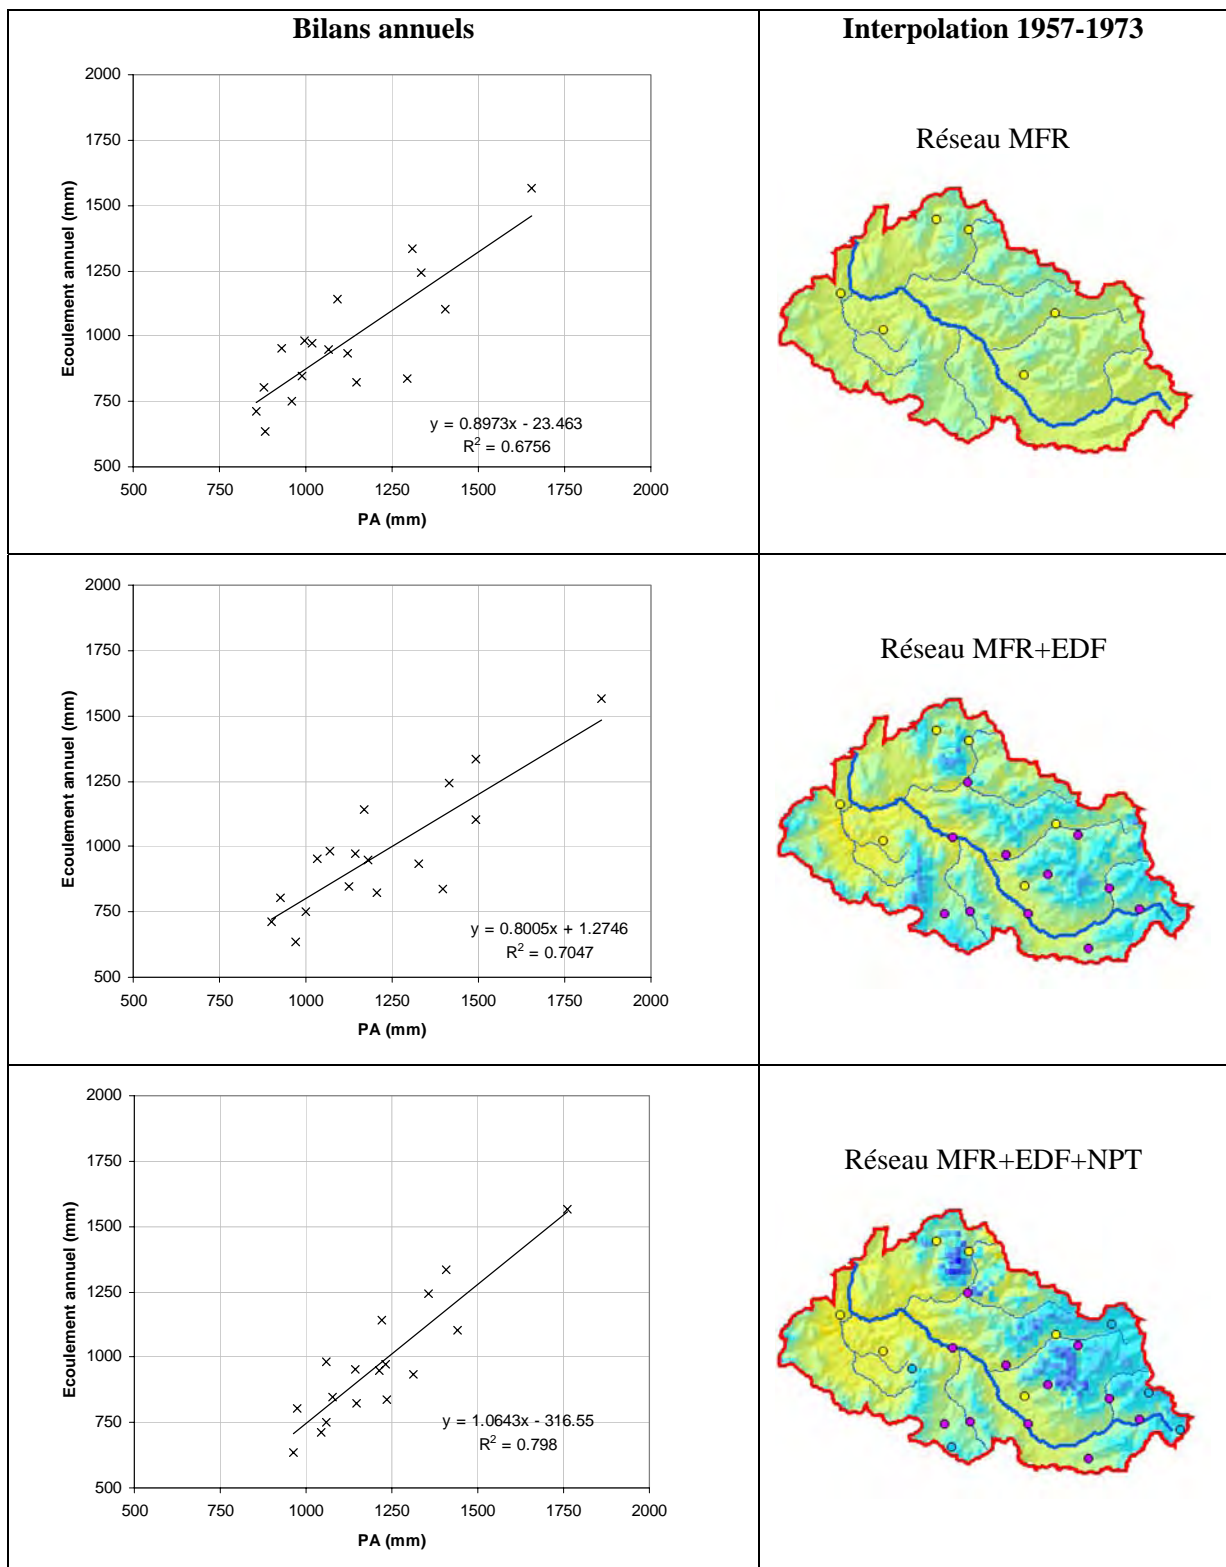 Bilans annuels
Interpolation 1957-1973
2000
1750
1500
1250
1000
750
500
Ecoulement annuel (mm)
y = 0.8973x - 23.463
R² = 0.6756
500 750 1000 1250 1500 1750 2000
PA (mm)
Réseau MFR
2000
1750
1500
1250
1000
750
500
Ecoulement annuel (mm)
y = 0.8005x + 1.2746
R² = 0.7047
500 750 1000 1250 1500 1750 2000
PA (mm)
Réseau MFR+EDF
2000
1750
1500
1250
1000
750
500
Ecoulement annuel (mm)
y = 1.0643x - 316.55
R² = 0.798
500 750 1000 1250 1500 1750 2000
PA (mm)
Réseau MFR+EDF+NPT